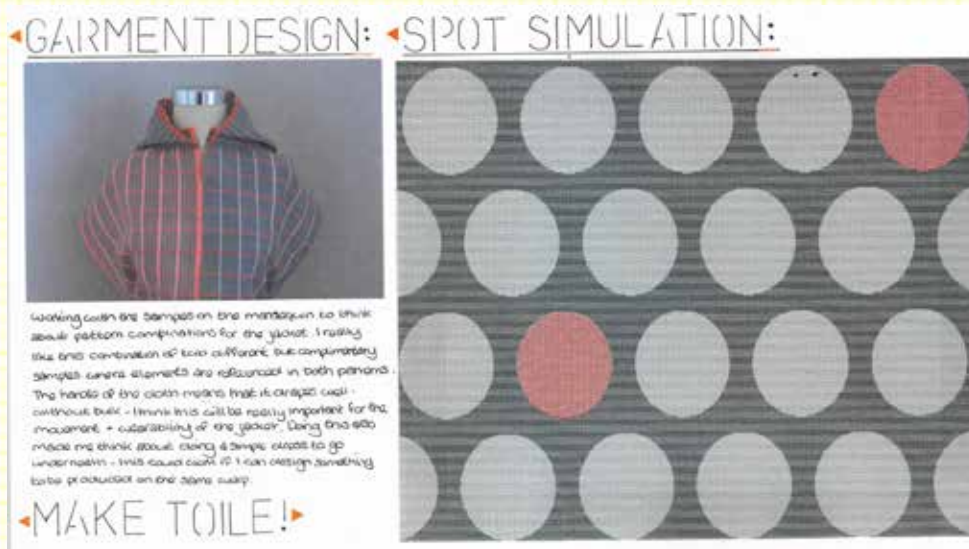 GARMENT DESIGN:
SPOT SIMULATION:
working with the samples on the mannequin to think
about pattern combinations for the jacket. I really
like this combination of two different but complimentary
samples where elements are referenced in both patterns.
The handle of the cloth means that it drapes well -
without bulk - I think this will be really important for the
movement + wearability of the jacket. Doing this also
made me think about doing a simple dress to go
underneath - this could work if I can design something
to be produced on the same warp.
MAKE TOILE!